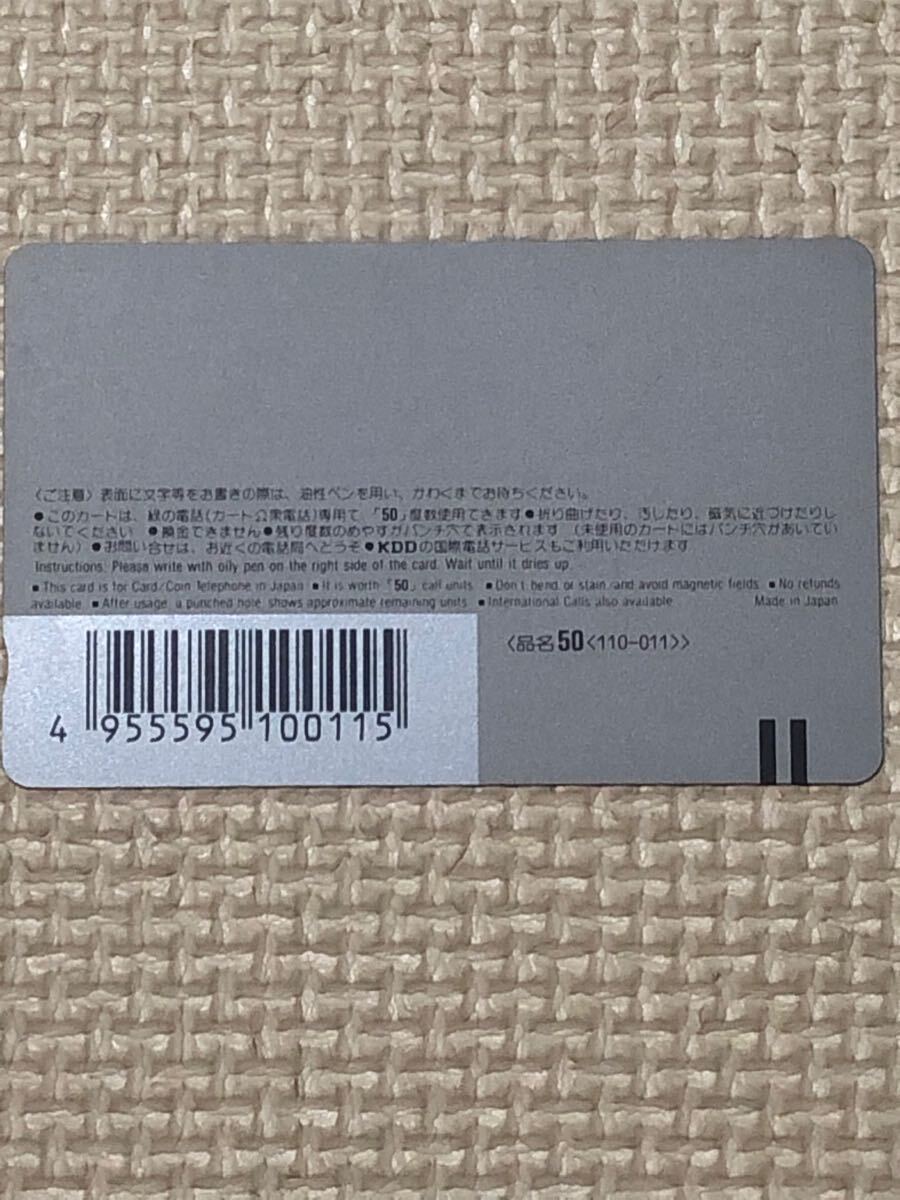 〈ご注意〉表面に文字等をお書きの際は、油性ペンを用い、かわくまでお待ちください。
●このカードは、緑の電話(カード公衆電話)専用で「50」度数使用できます●折り曲げたり、汚したり、磁気に近づけたりし
ないでください ●換金できません●残り度数のめやすがパンチ穴で表示されます (未使用のカードにはパンチ穴があいていま
せん)●お問い合せは、お近くの電話局へどうぞ●KDDの国際電話サービスもご利用いただけます
Instructions: Please write with oily pen on the right side of the card. Wait until it dries up.
■This card is for Card/Coin Telephone in Japan ■It is worth「50」call units ■Don't bend or stain and avoid magnetic fields ■No refunds
available ■After usage a punched hole shows approximate remaining units ■International Calls also available Made in Japan
〈品名50<110-011>〉
4 955595 100115